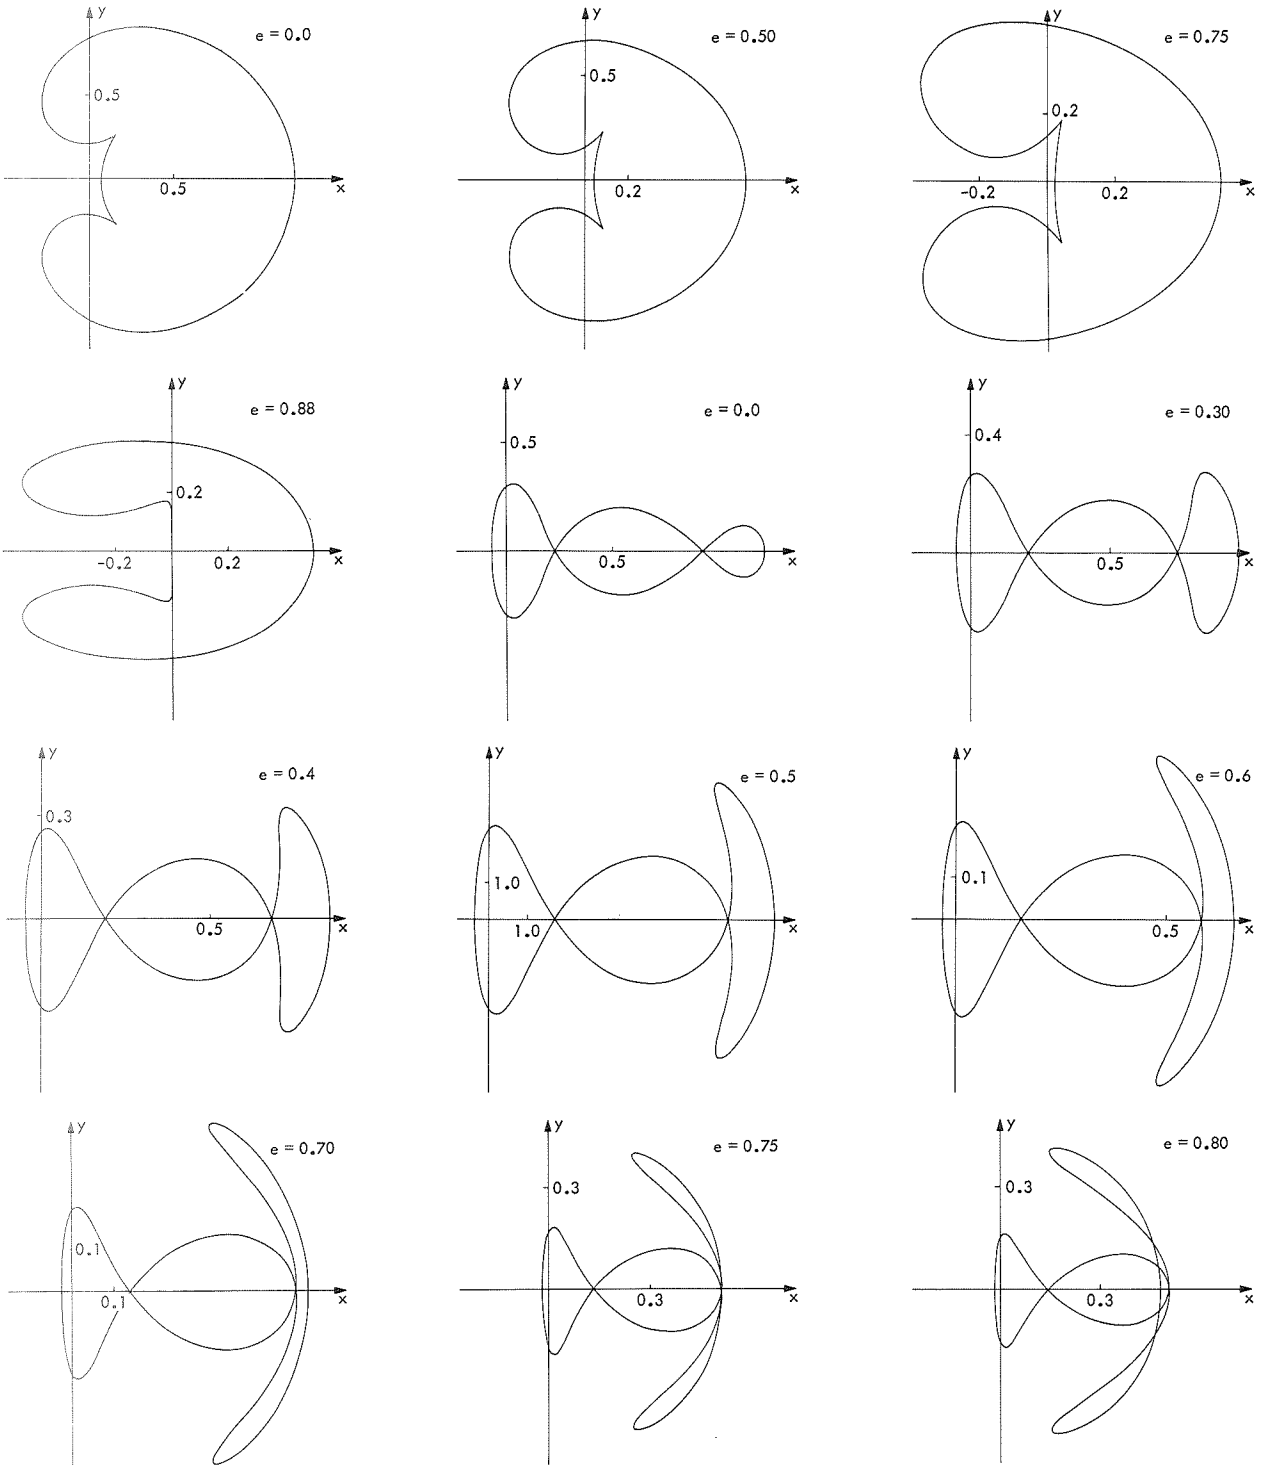 y
e = 0.0
0.5
0.5
x
y
e = 0.50
0.5
0.2
x
y
e = 0.75
0.2
-0.2
0.2
x
y
e = 0.88
0.2
-0.2
0.2
x
y
e = 0.0
0.5
0.5
x
y
e = 0.30
0.4
0.5
x
y
e = 0.4
0.3
0.5
x
y
e = 0.5
1.0
1.0
x
y
e = 0.6
0.1
0.5
x
y
e = 0.70
0.1
0.1
x
y
e = 0.75
0.3
0.3
x
y
e = 0.80
0.3
0.3
x